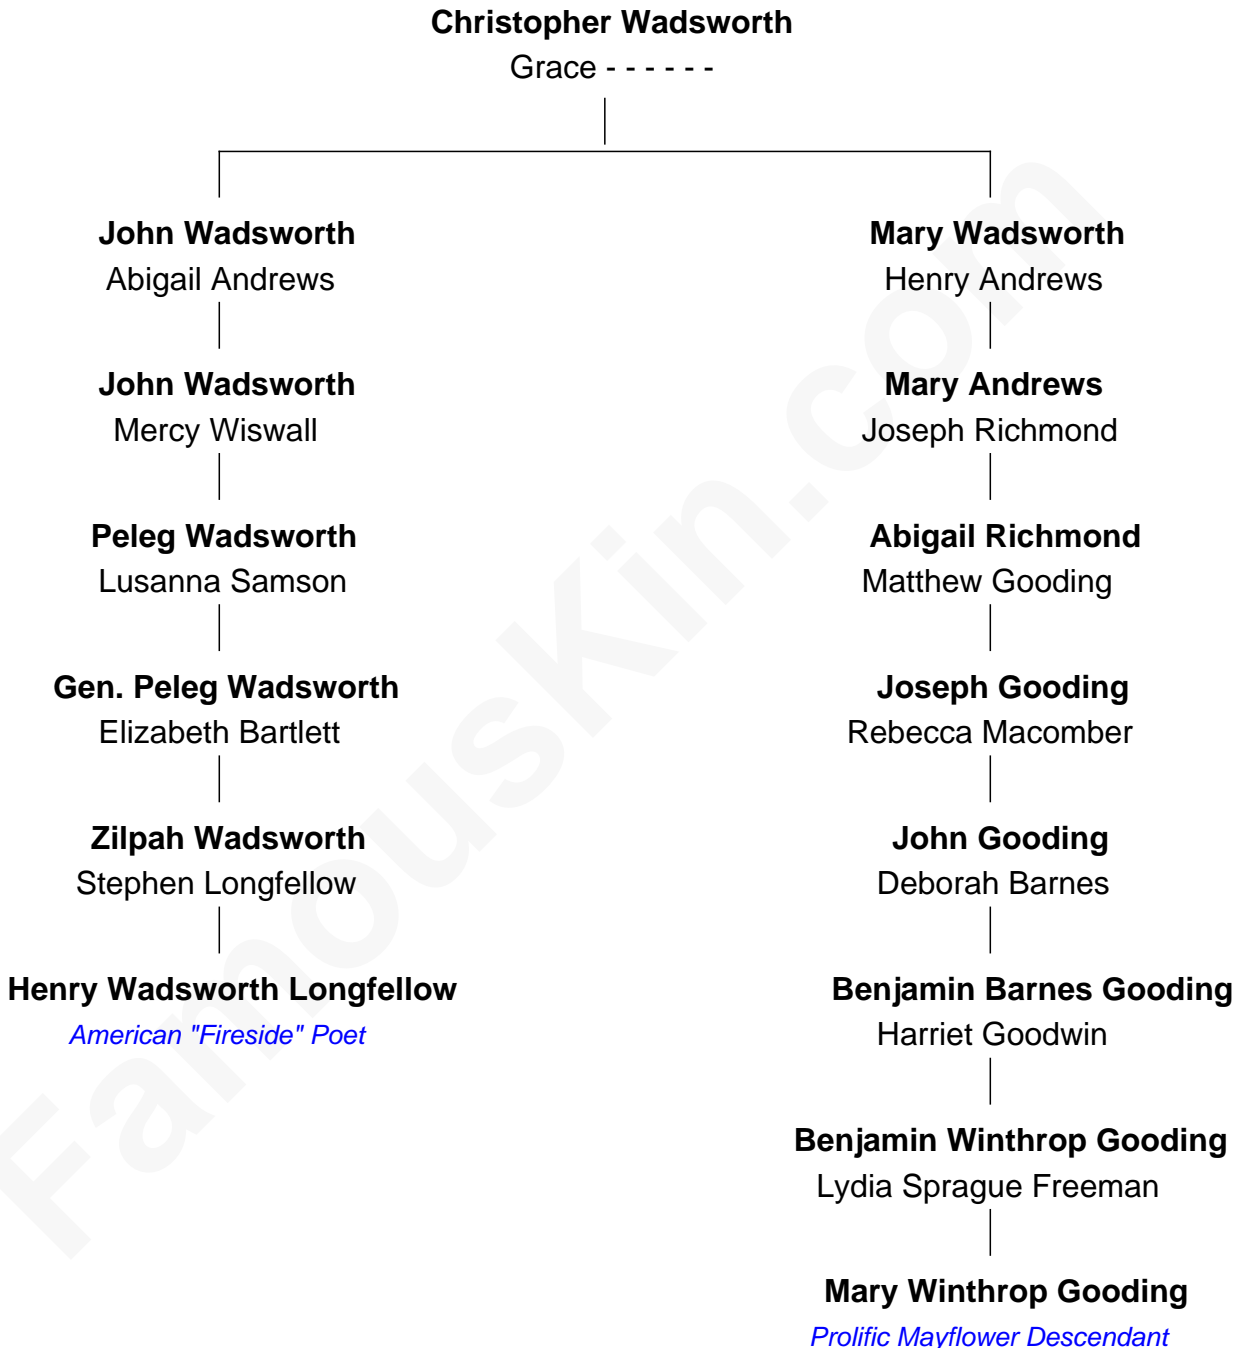 Christopher Wadsworth
Grace - - - - - -
John Wadsworth
Abigail Andrews
John Wadsworth
Mercy Wiswall
Peleg Wadsworth
Lusanna Samson
Gen. Peleg Wadsworth
Elizabeth Bartlett
Zilpah Wadsworth
Stephen Longfellow
Henry Wadsworth Longfellow
American "Fireside" Poet
Mary Wadsworth
Henry Andrews
Mary Andrews
Joseph Richmond
Abigail Richmond
Matthew Gooding
Joseph Gooding
Rebecca Macomber
John Gooding
Deborah Barnes
Benjamin Barnes Gooding
Harriet Goodwin
Benjamin Winthrop Gooding
Lydia Sprague Freeman
Mary Winthrop Gooding
Prolific Mayflower Descendant
FamousKin.com